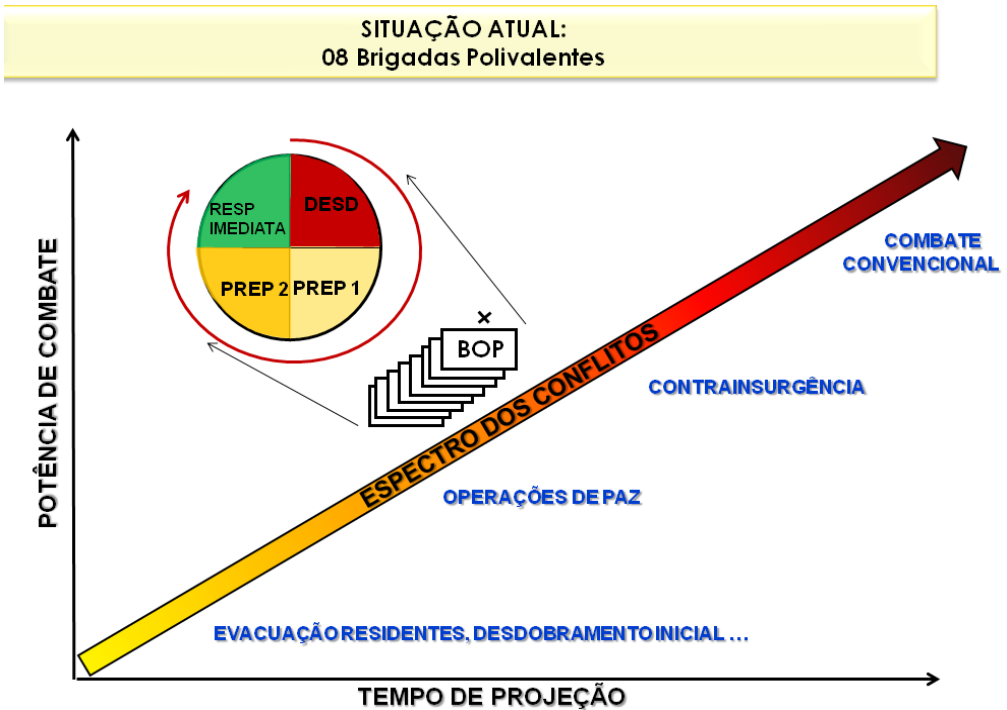 SITUAÇÃO ATUAL:
08 Brigadas Polivalentes
POTÊNCIA DE COMBATE
RESP
IMEDIATA
DESD
PREP 2
PREP 1
×
BOP
ESPECTRO DOS CONFLITOS
COMBATE
CONVENCIONAL
CONTRAINSURGÊNCIA
OPERAÇÕES DE PAZ
EVACUAÇÃO RESIDENTES, DESDOBRAMENTO INICIAL ...
TEMPO DE PROJEÇÃO